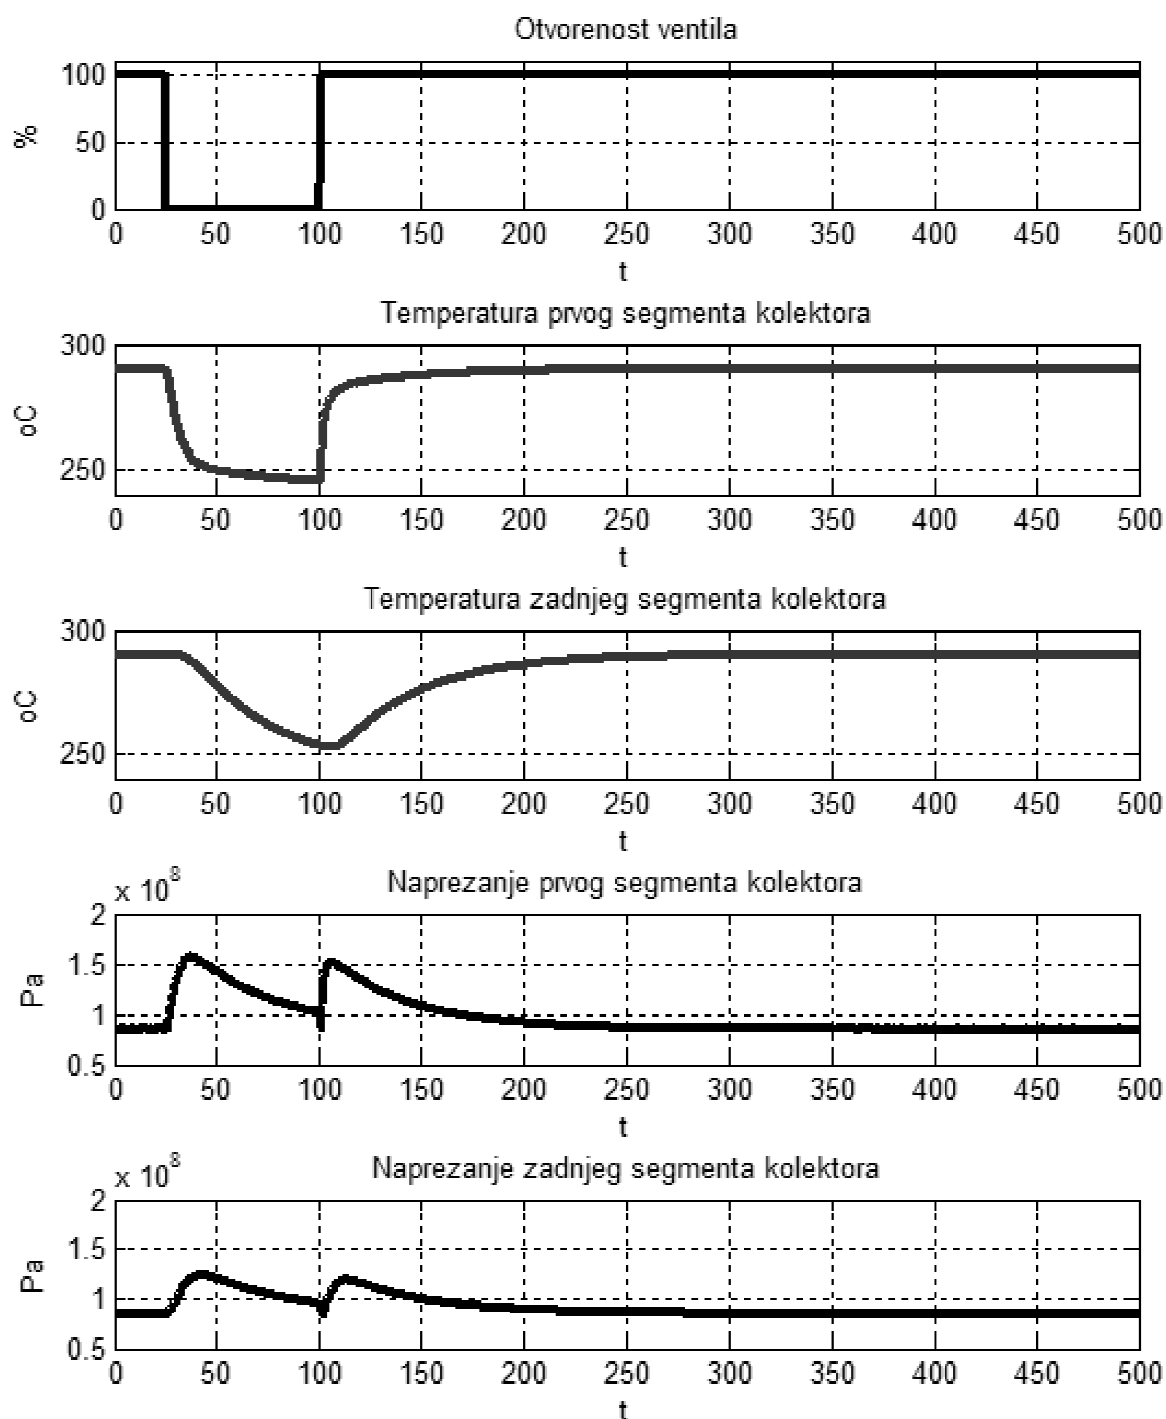 Otvorenost ventila
100
50
0
%
0 50 100 150 200 250 300 350 400 450 500
t
Temperatura prvog segmenta kolektora
300
250
oC
0 50 100 150 200 250 300 350 400 450 500
t
Temperatura zadnjeg segmenta kolektora
300
250
oC
0 50 100 150 200 250 300 350 400 450 500
t
x 10⁸
Naprezanje prvog segmenta kolektora
2
1.5
1
0.5
Pa
0 50 100 150 200 250 300 350 400 450 500
t
x 10⁸
Naprezanje zadnjeg segmenta kolektora
2
1.5
1
0.5
Pa
0 50 100 150 200 250 300 350 400 450 500
t